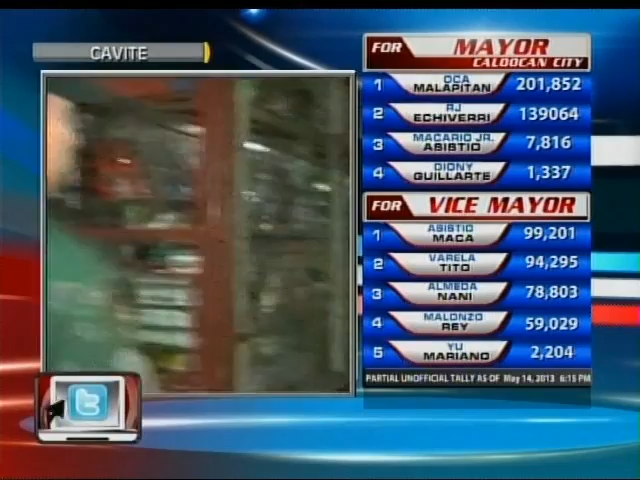 CAVITE
FOR MAYOR
CALOOCAN CITY
1 OCA MALAPITAN 201,852
2 RJ ECHIVERRI 139064
3 MACARIO JR. ASISTIO 7,816
4 DIONY GUILLARTE 1,337
FOR VICE MAYOR
1 ASISTIO MACA 99,201
2 VARELA TITO 94,295
3 ALMEDA NANI 78,803
4 MALONZO REY 59,029
5 YU MARIANO 2,204
PARTIAL UNOFFICIAL TALLY AS OF May 14, 2013 6:15 PM